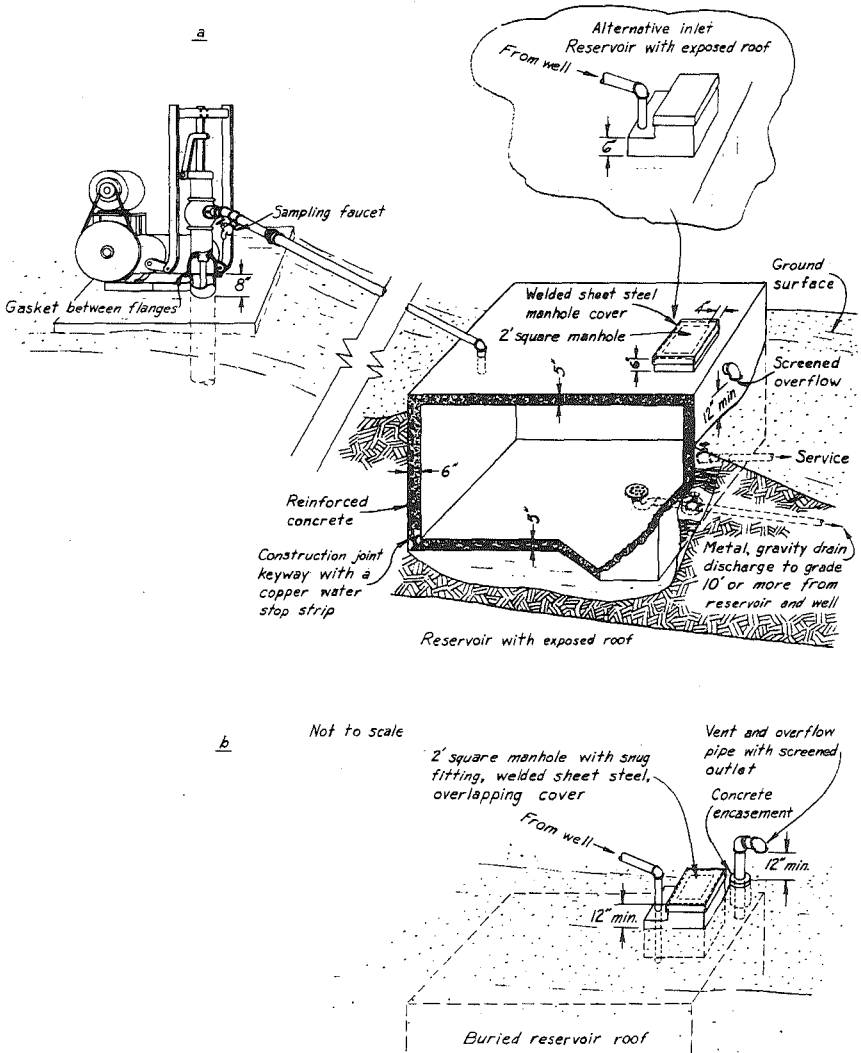 a
Alternative inlet
Reservoir with exposed roof
From well
6"
Sampling faucet
8"
Gasket between flanges
Ground
surface
Welded sheet steel
manhole cover
4"
2' square manhole
6"
Screened
overflow
5"
12" min.
Service
6"
Reinforced
concrete
5"
Construction joint
keyway with a
copper water
stop strip
Metal, gravity drain
discharge to grade
10' or more from
reservoir and well
Reservoir with exposed roof
b
Not to scale
Vent and overflow
pipe with screened
outlet
2' square manhole with snug
fitting, welded sheet steel,
overlapping cover
Concrete
encasement
From well
12" min.
12" min.
Buried reservoir roof